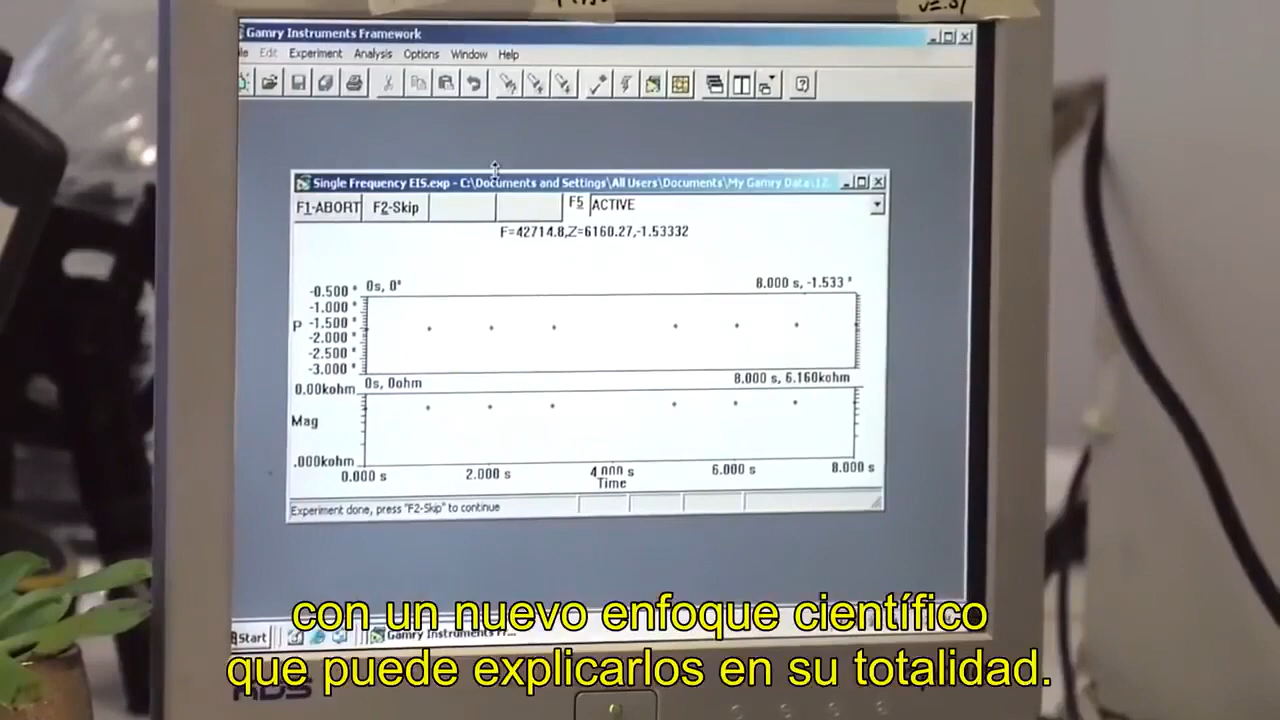 Gamry Instruments Framework
Edit Experiment Analysis Options Window Help
Single Frequency EIS.exp - C:\Documents and Settings\All Users\Documents\My Gamry Data\12
F1-ABORT F2-Skip F5 ACTIVE
F=42714.8,Z=6160.27,-1.53332
0s, 0° 8.000 s, -1.533 °
-0.500 °
-1.000 °
P -1.500 °
-2.000 °
-2.500 °
-3.000 °
0s, 0ohm 8.000 s, 6.160kohm
0.00kohm
Mag
.000kohm
0.000 s 2.000 s 4.000 s 6.000 s 8.000 s
Time
Experiment done, press "F2-Skip" to continue
con un nuevo enfoque científico
Start Gamry Instruments Fr...
que puede explicarlos en su totalidad.